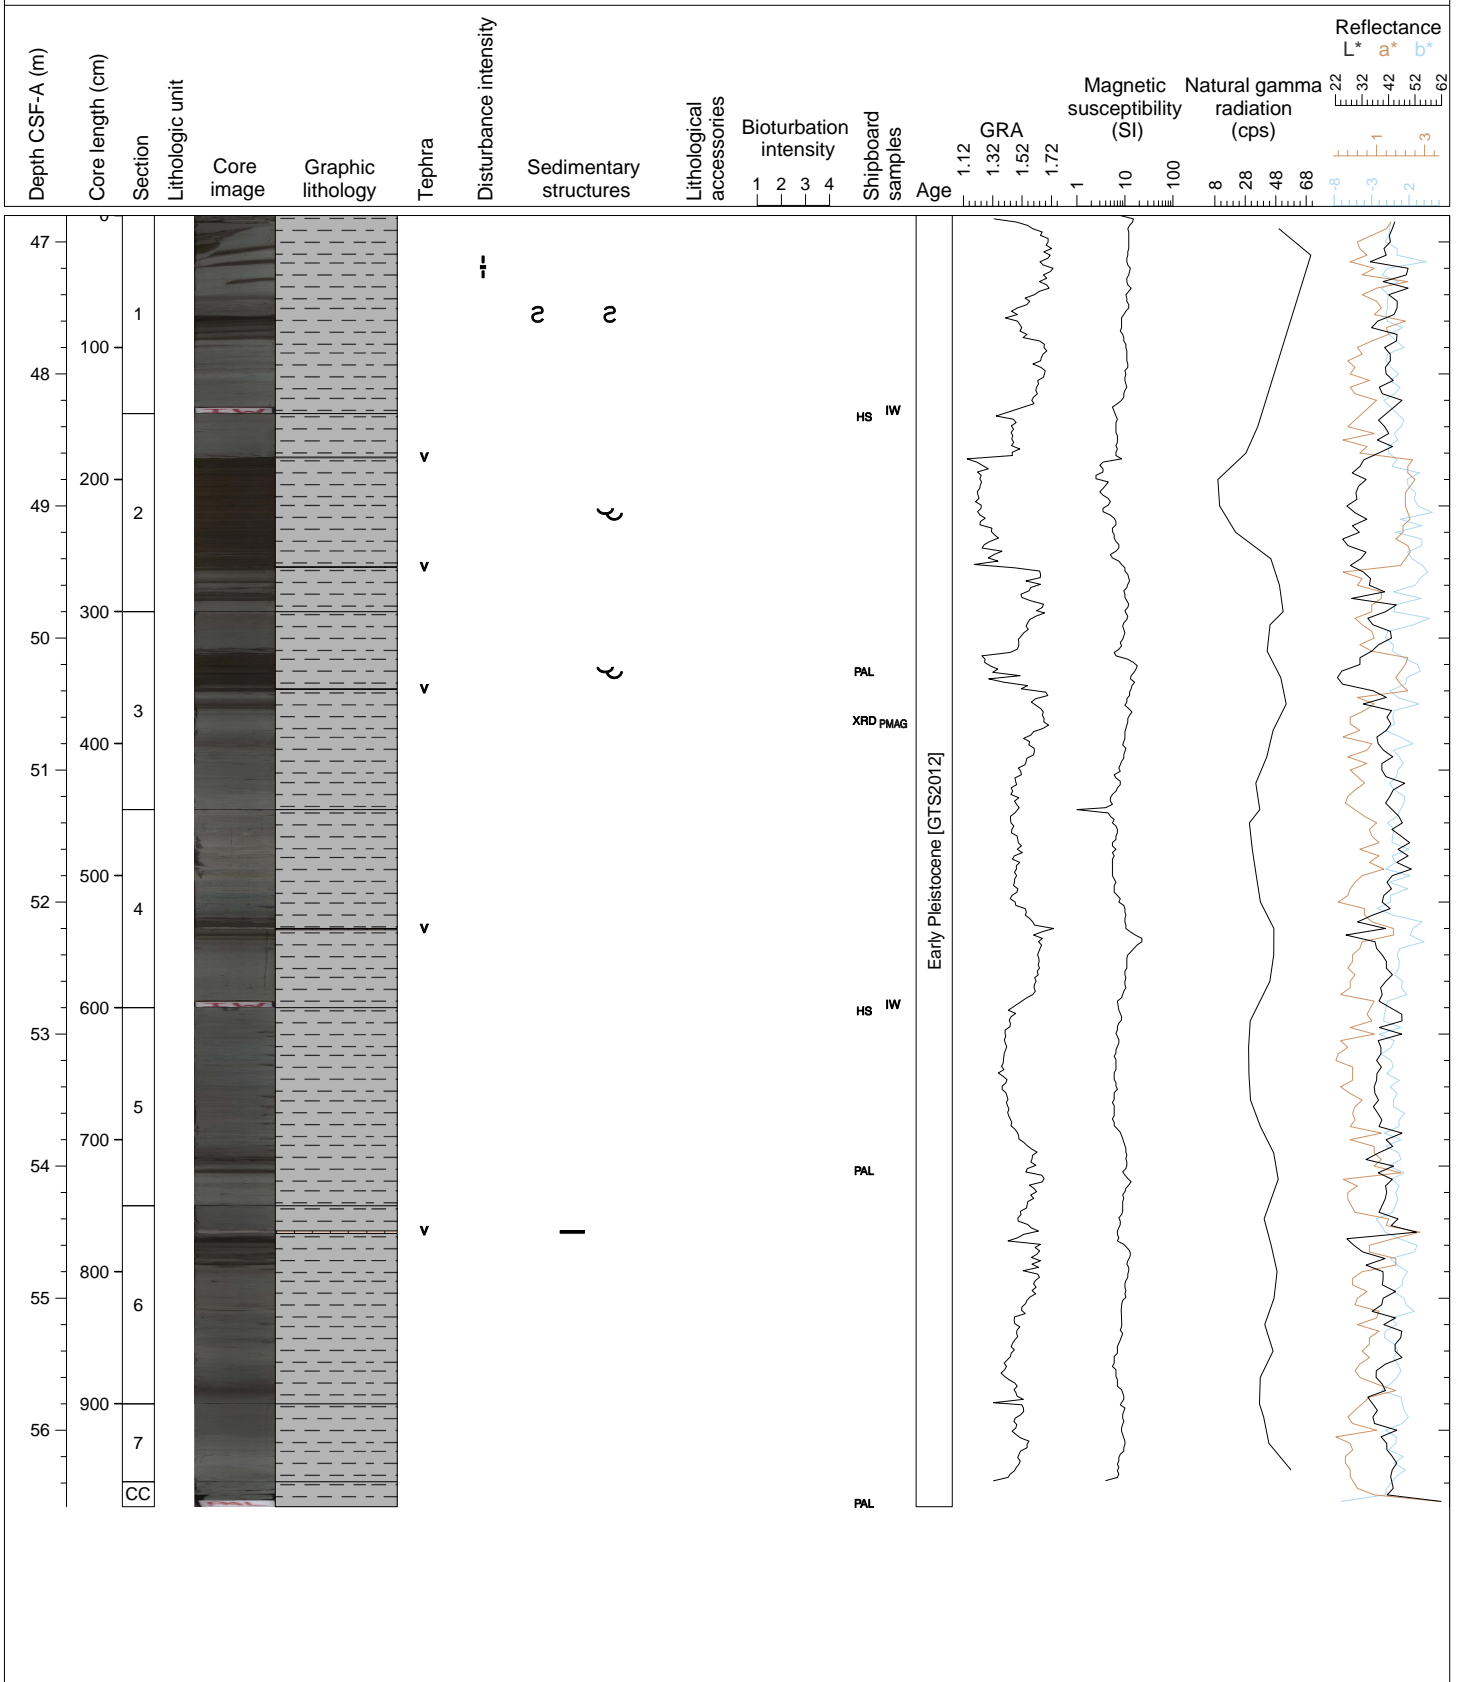 Depth CSF-A (m)
Core length (cm)
Section
Lithologic unit
Core
image
Graphic
lithology
Tephra
Disturbance intensity
Sedimentary
structures
Lithological
accessories
Bioturbation
intensity
1 2 3 4
Shipboard
samples
Age
GRA
1.12 1.32 1.52 1.72
Magnetic
susceptibility
(SI)
1 10 100
Natural gamma
radiation
(cps)
8 28 48 68
Reflectance
L* a* b*
22 32 42 52 62
1 3
-8 -3 2
0
47
1
100
48
IW
HS
IW
V
200
49
2
V
300
50
PAL
V
3
XRD PMAG
400
51
Early Pleistocene [GTS2012]
500
52
4
V
600
IW
HS
IW
53
5
700
54
PAL
V
800
55
6
900
56
7
CC
PAL
PAL